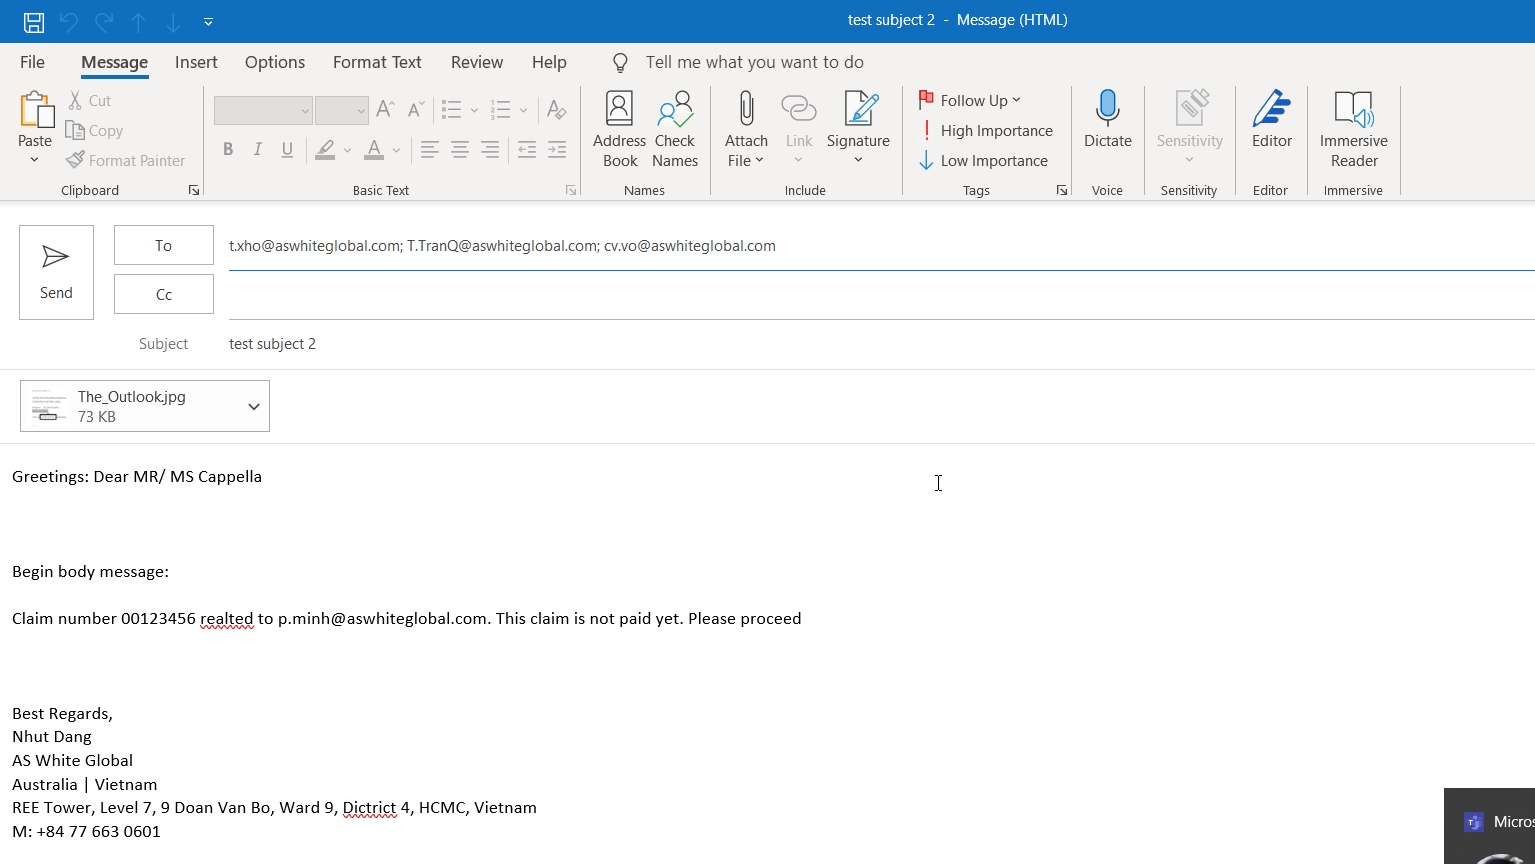 test subject 2 - Message (HTML)
File Message Insert Options Format Text Review Help Tell me what you want to do
Paste
Cut
Copy
Format Painter
Clipboard
B I U A
Basic Text
Address Book
Check Names
Names
Attach File
Link
Signature
Include
Follow Up
High Importance
Low Importance
Tags
Dictate
Voice
Sensitivity
Sensitivity
Editor
Editor
Immersive Reader
Immersive
Send
To
t.xho@aswhiteglobal.com; T.TranQ@aswhiteglobal.com; cv.vo@aswhiteglobal.com
Cc
Subject
test subject 2
The_Outlook.jpg
73 KB
Greetings: Dear MR/ MS Cappella
Begin body message:
Claim number 00123456 realted to p.minh@aswhiteglobal.com. This claim is not paid yet. Please proceed
Best Regards,
Nhut Dang
AS White Global
Australia | Vietnam
REE Tower, Level 7, 9 Doan Van Bo, Ward 9, Dictrict 4, HCMC, Vietnam
M: +84 77 663 0601
Micros